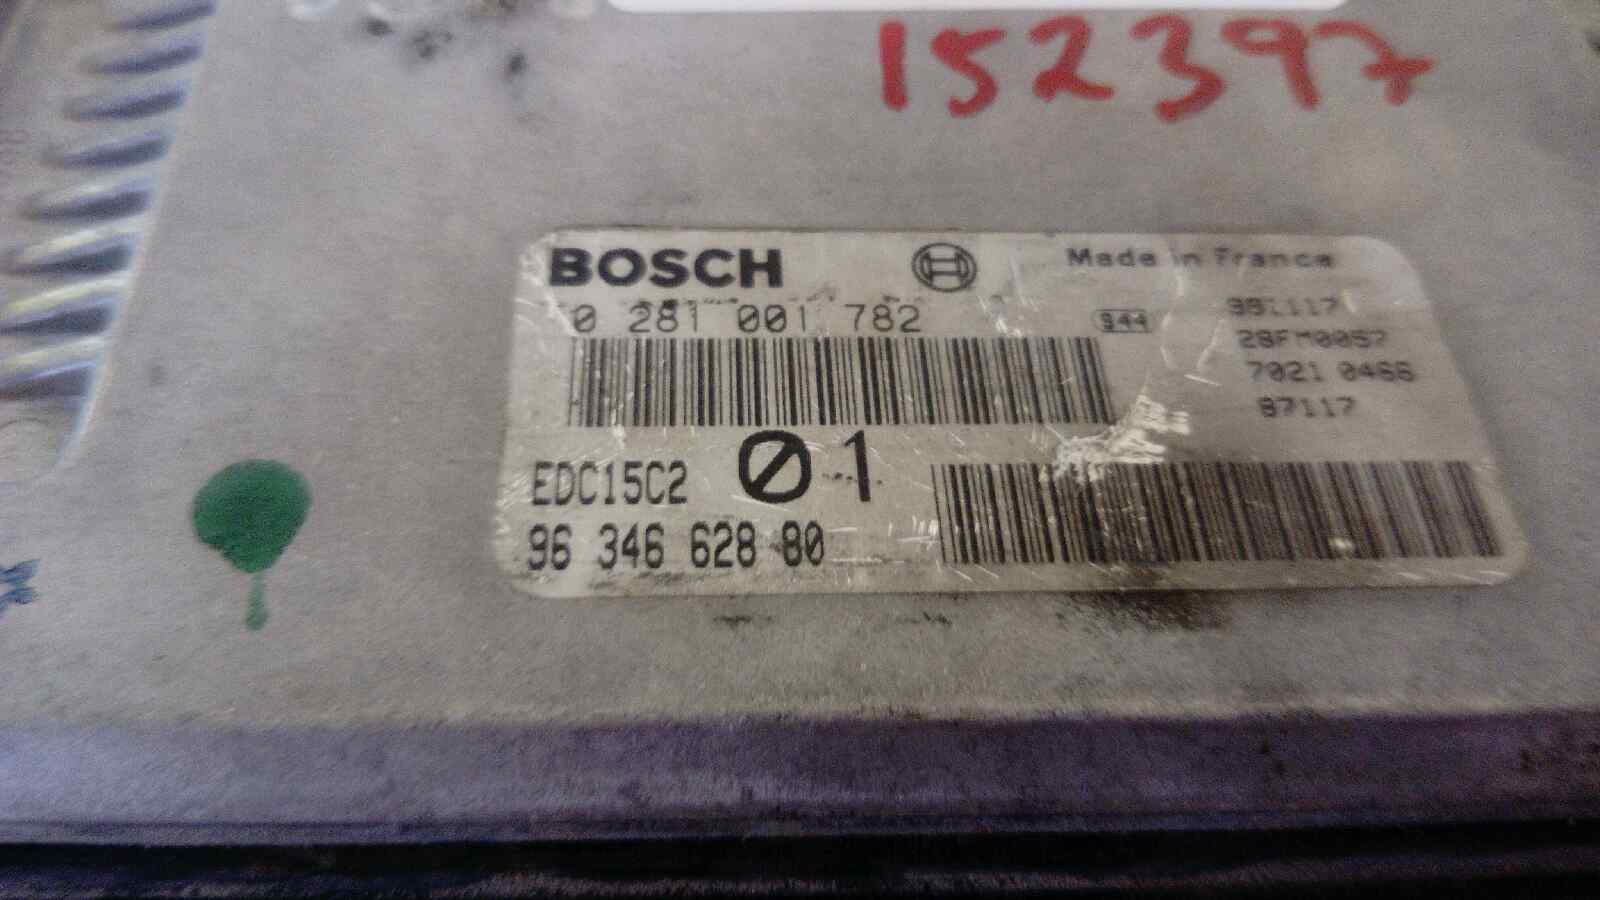 152397
BOSCH
Made in France
0 281 001 782
944
28FM0057
7021 0466
87117
EDC15C2
01
96 346 628 80